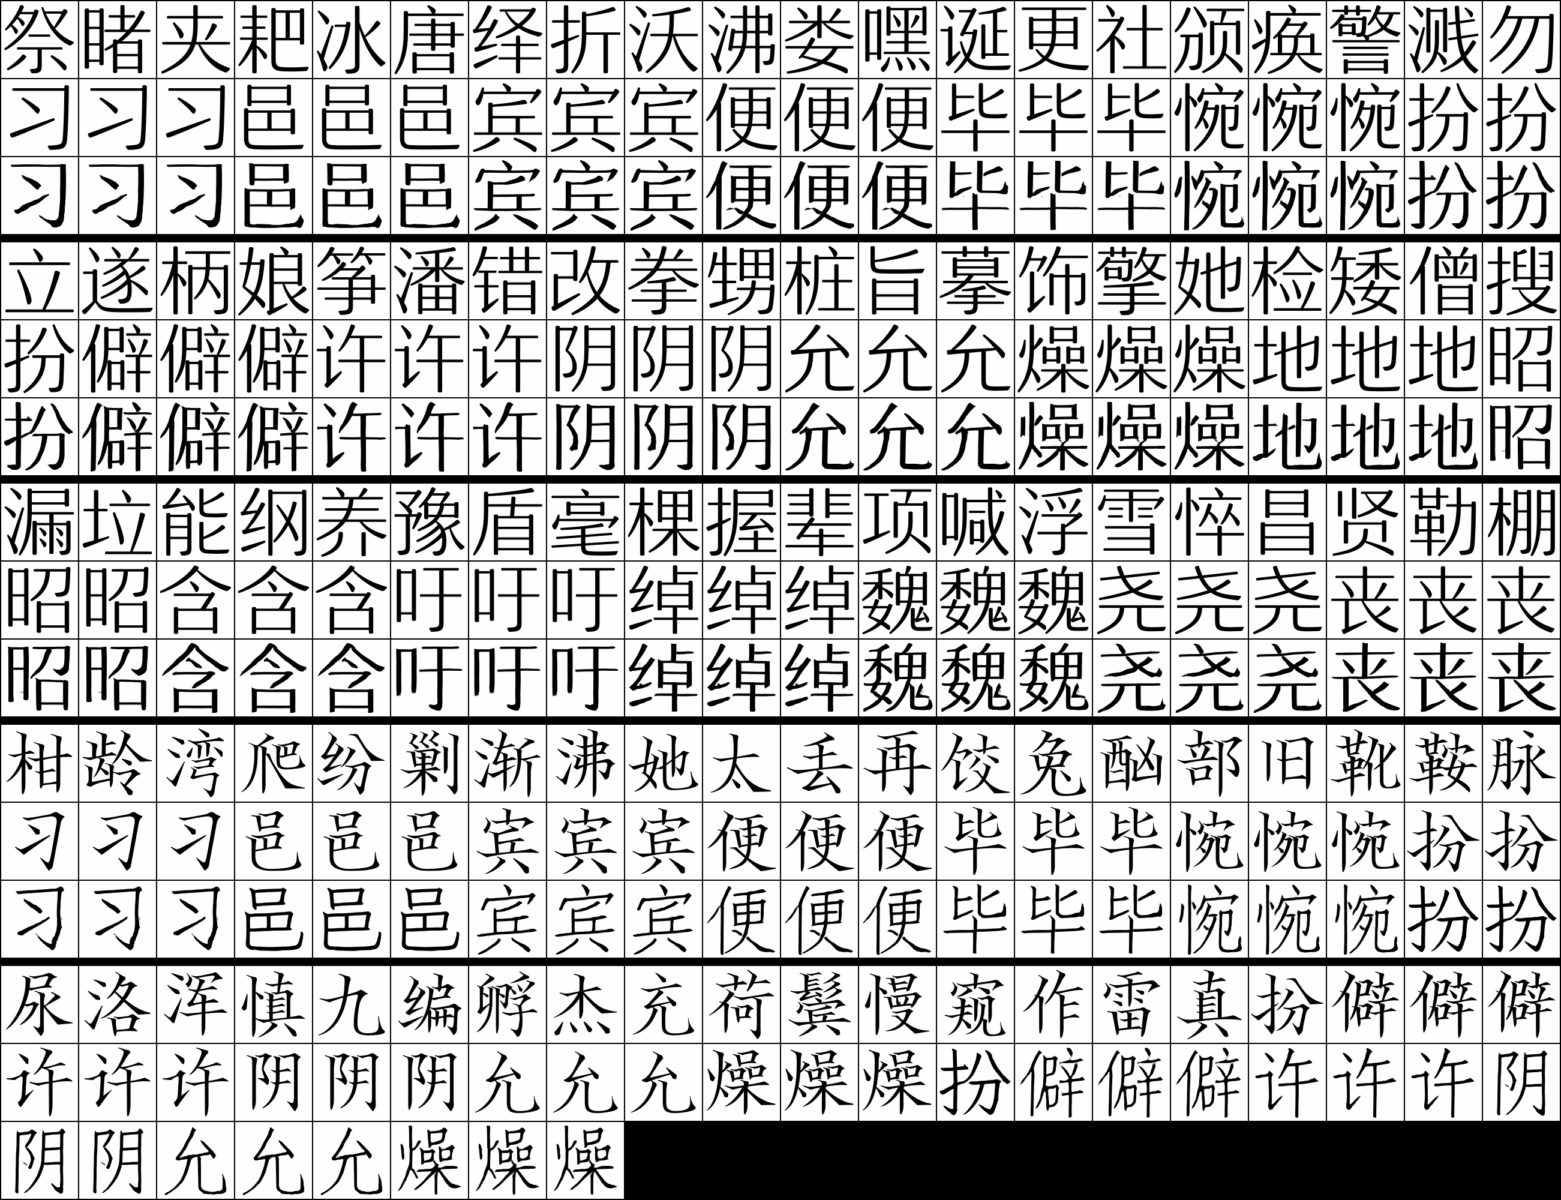 祭睹夹耙冰唐绎折沃沸娄嘿诞更社颁痪警溅勿
习习习邑邑邑宾宾宾便便便毕毕毕惋惋惋扮扮
习习习邑邑邑宾宾宾便便便毕毕毕惋惋惋扮扮
立遂柄娘筝潘错改拳甥桩旨摹饰擎她检矮僧搜
扮僻僻僻许许许阴阴阴允允允燥燥燥地地地昭
扮僻僻僻许许许阴阴阴允允允燥燥燥地地地昭
漏垃能纲养豫盾毫棵握辈项喊浮雪悴昌贤勒棚
昭昭含含含吁吁吁绰绰绰魏魏魏尧尧尧丧丧丧
昭昭含含含吁吁吁绰绰绰魏魏魏尧尧尧丧丧丧
柑龄湾爬纷剿渐沸她太丢再饺兔酗部旧靴鞍脉
习习习邑邑邑宾宾宾便便便毕毕毕惋惋惋扮扮
习习习邑邑邑宾宾宾便便便毕毕毕惋惋惋扮扮
尿洛浑慎九编孵杰充荷鬓慢窥作雷真扮僻僻僻
许许许阴阴阴允允允燥燥燥扮僻僻僻许许许阴
阴阴允允允燥燥燥